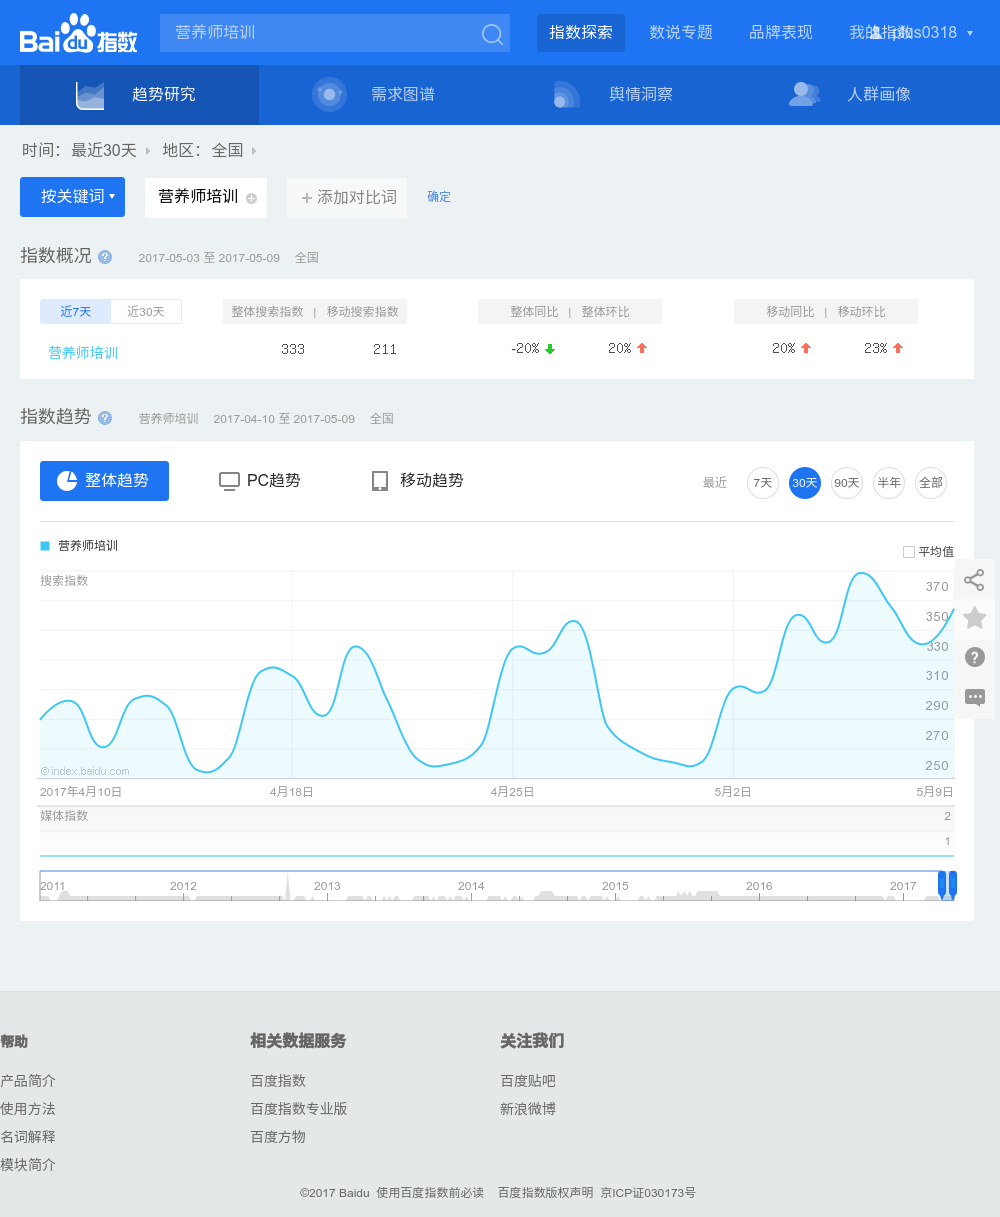 Bai du 指数
营养师培训
指数探索 数说专题 品牌表现 我的指数 plus0318
趋势研究 需求图谱 舆情洞察 人群画像
时间: 最近30天 地区: 全国
按关键词 营养师培训 + 添加对比词 确定
指数概况 ? 2017-05-03 至 2017-05-09 全国
近7天 近30天 整体搜索指数 | 移动搜索指数 整体同比 | 整体环比 移动同比 | 移动环比
营养师培训 333 211 -20% 20% 20% 23%
指数趋势 ? 营养师培训 2017-04-10 至 2017-05-09 全国
整体趋势 PC趋势 移动趋势 最近 7天 30天 90天 半年 全部
营养师培训
平均值
搜索指数
370
350
330
310
290
270
250
©index.baidu.com
2017年4月10日 4月18日 4月25日 5月2日 5月9日
媒体指数 2
1
2011 2012 2013 2014 2015 2016 2017
帮助 相关数据服务 关注我们
产品简介 百度指数 百度贴吧
使用方法 百度指数专业版 新浪微博
名词解释 百度方物
模块简介
©2017 Baidu 使用百度指数前必读 百度指数版权声明 京ICP证030173号